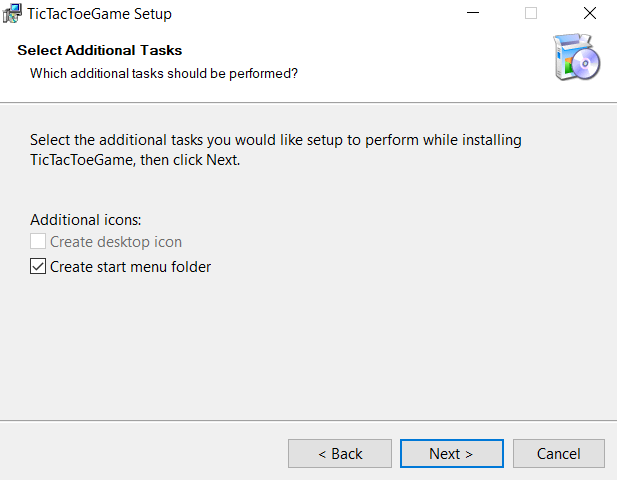 TicTacToeGame Setup
Select Additional Tasks
Which additional tasks should be performed?
Select the additional tasks you would like setup to perform while installing
TicTacToeGame, then click Next.
Additional icons:
Create desktop icon
Create start menu folder
< Back
Next >
Cancel